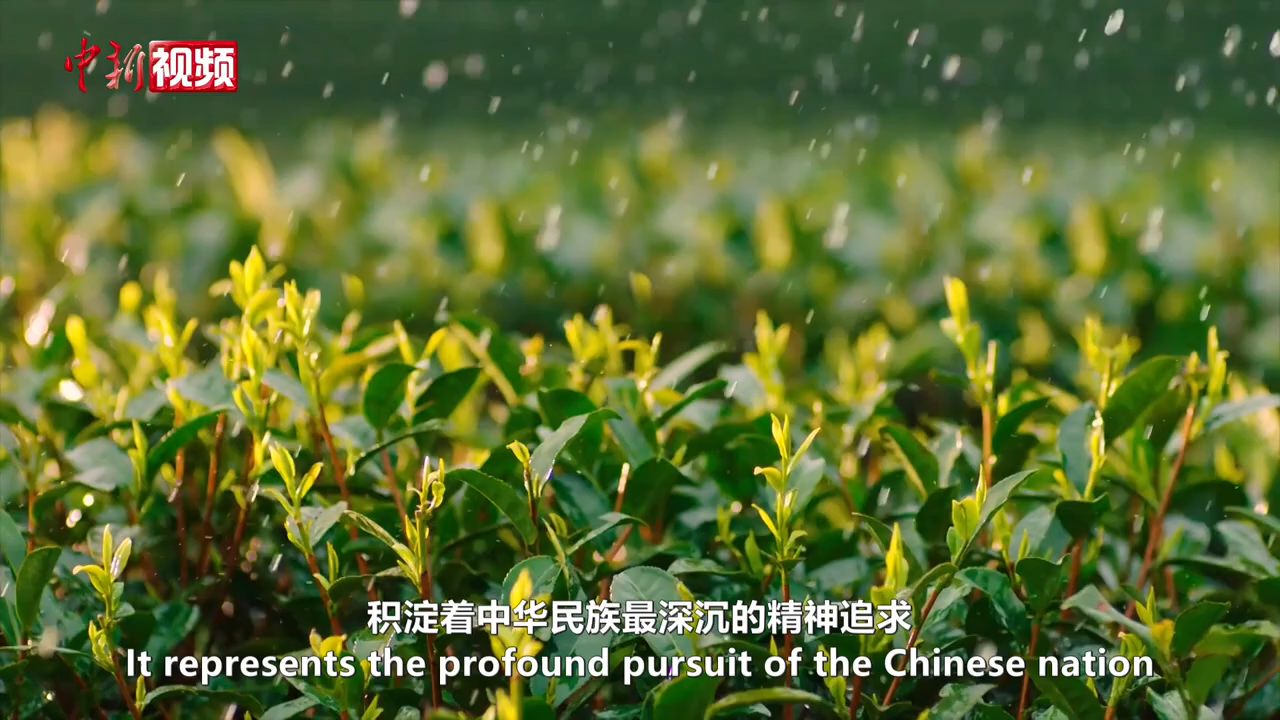 中新视频
积淀着中华民族最深沉的精神追求
It represents the profound pursuit of the Chinese nation